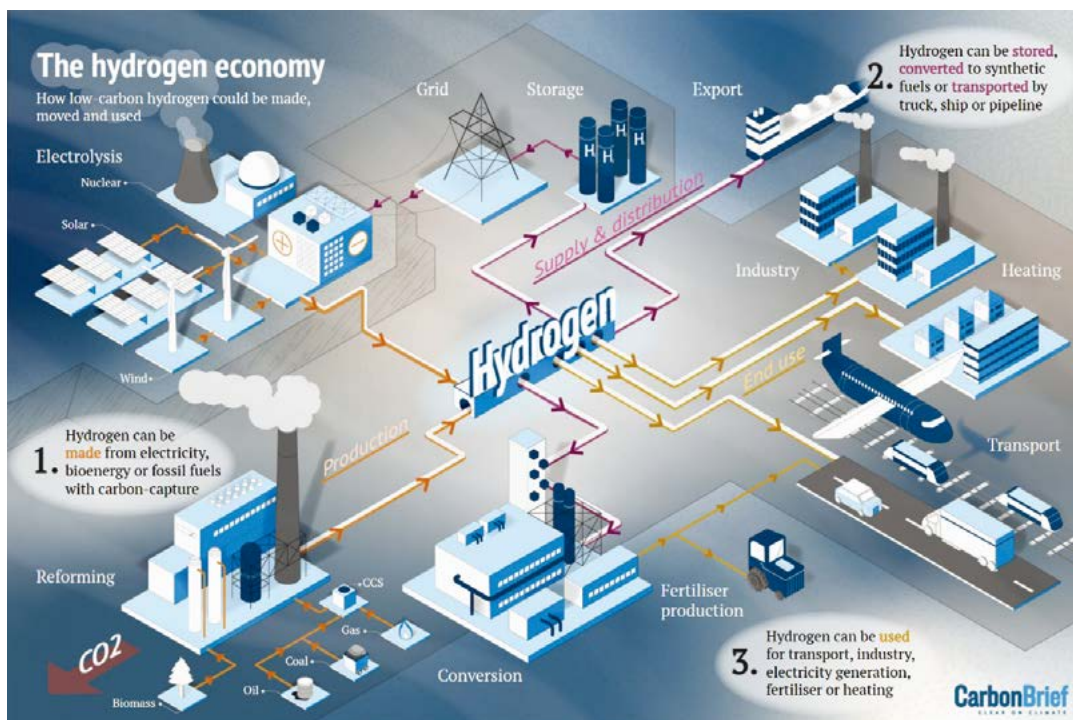 The hydrogen economy
How low-carbon hydrogen could be made,
moved and used
Grid
Storage
Export
2.
Hydrogen can be stored,
converted to synthetic
fuels or transported by
truck, ship or pipeline
Electrolysis
Nuclear
Solar
Wind
H
H
H
H
Supply & distribution
Industry
Heating
Hydrogen
End use
Production
1.
Hydrogen can be
made from electricity,
bioenergy or fossil fuels
with carbon-capture
Transport
Reforming
CCS
Gas
Coal
Oil
Biomass
CO2
Conversion
Fertiliser
production
3.
Hydrogen can be used
for transport, industry,
electricity generation,
fertiliser or heating
CarbonBrief
CLEAR ON CLIMATE